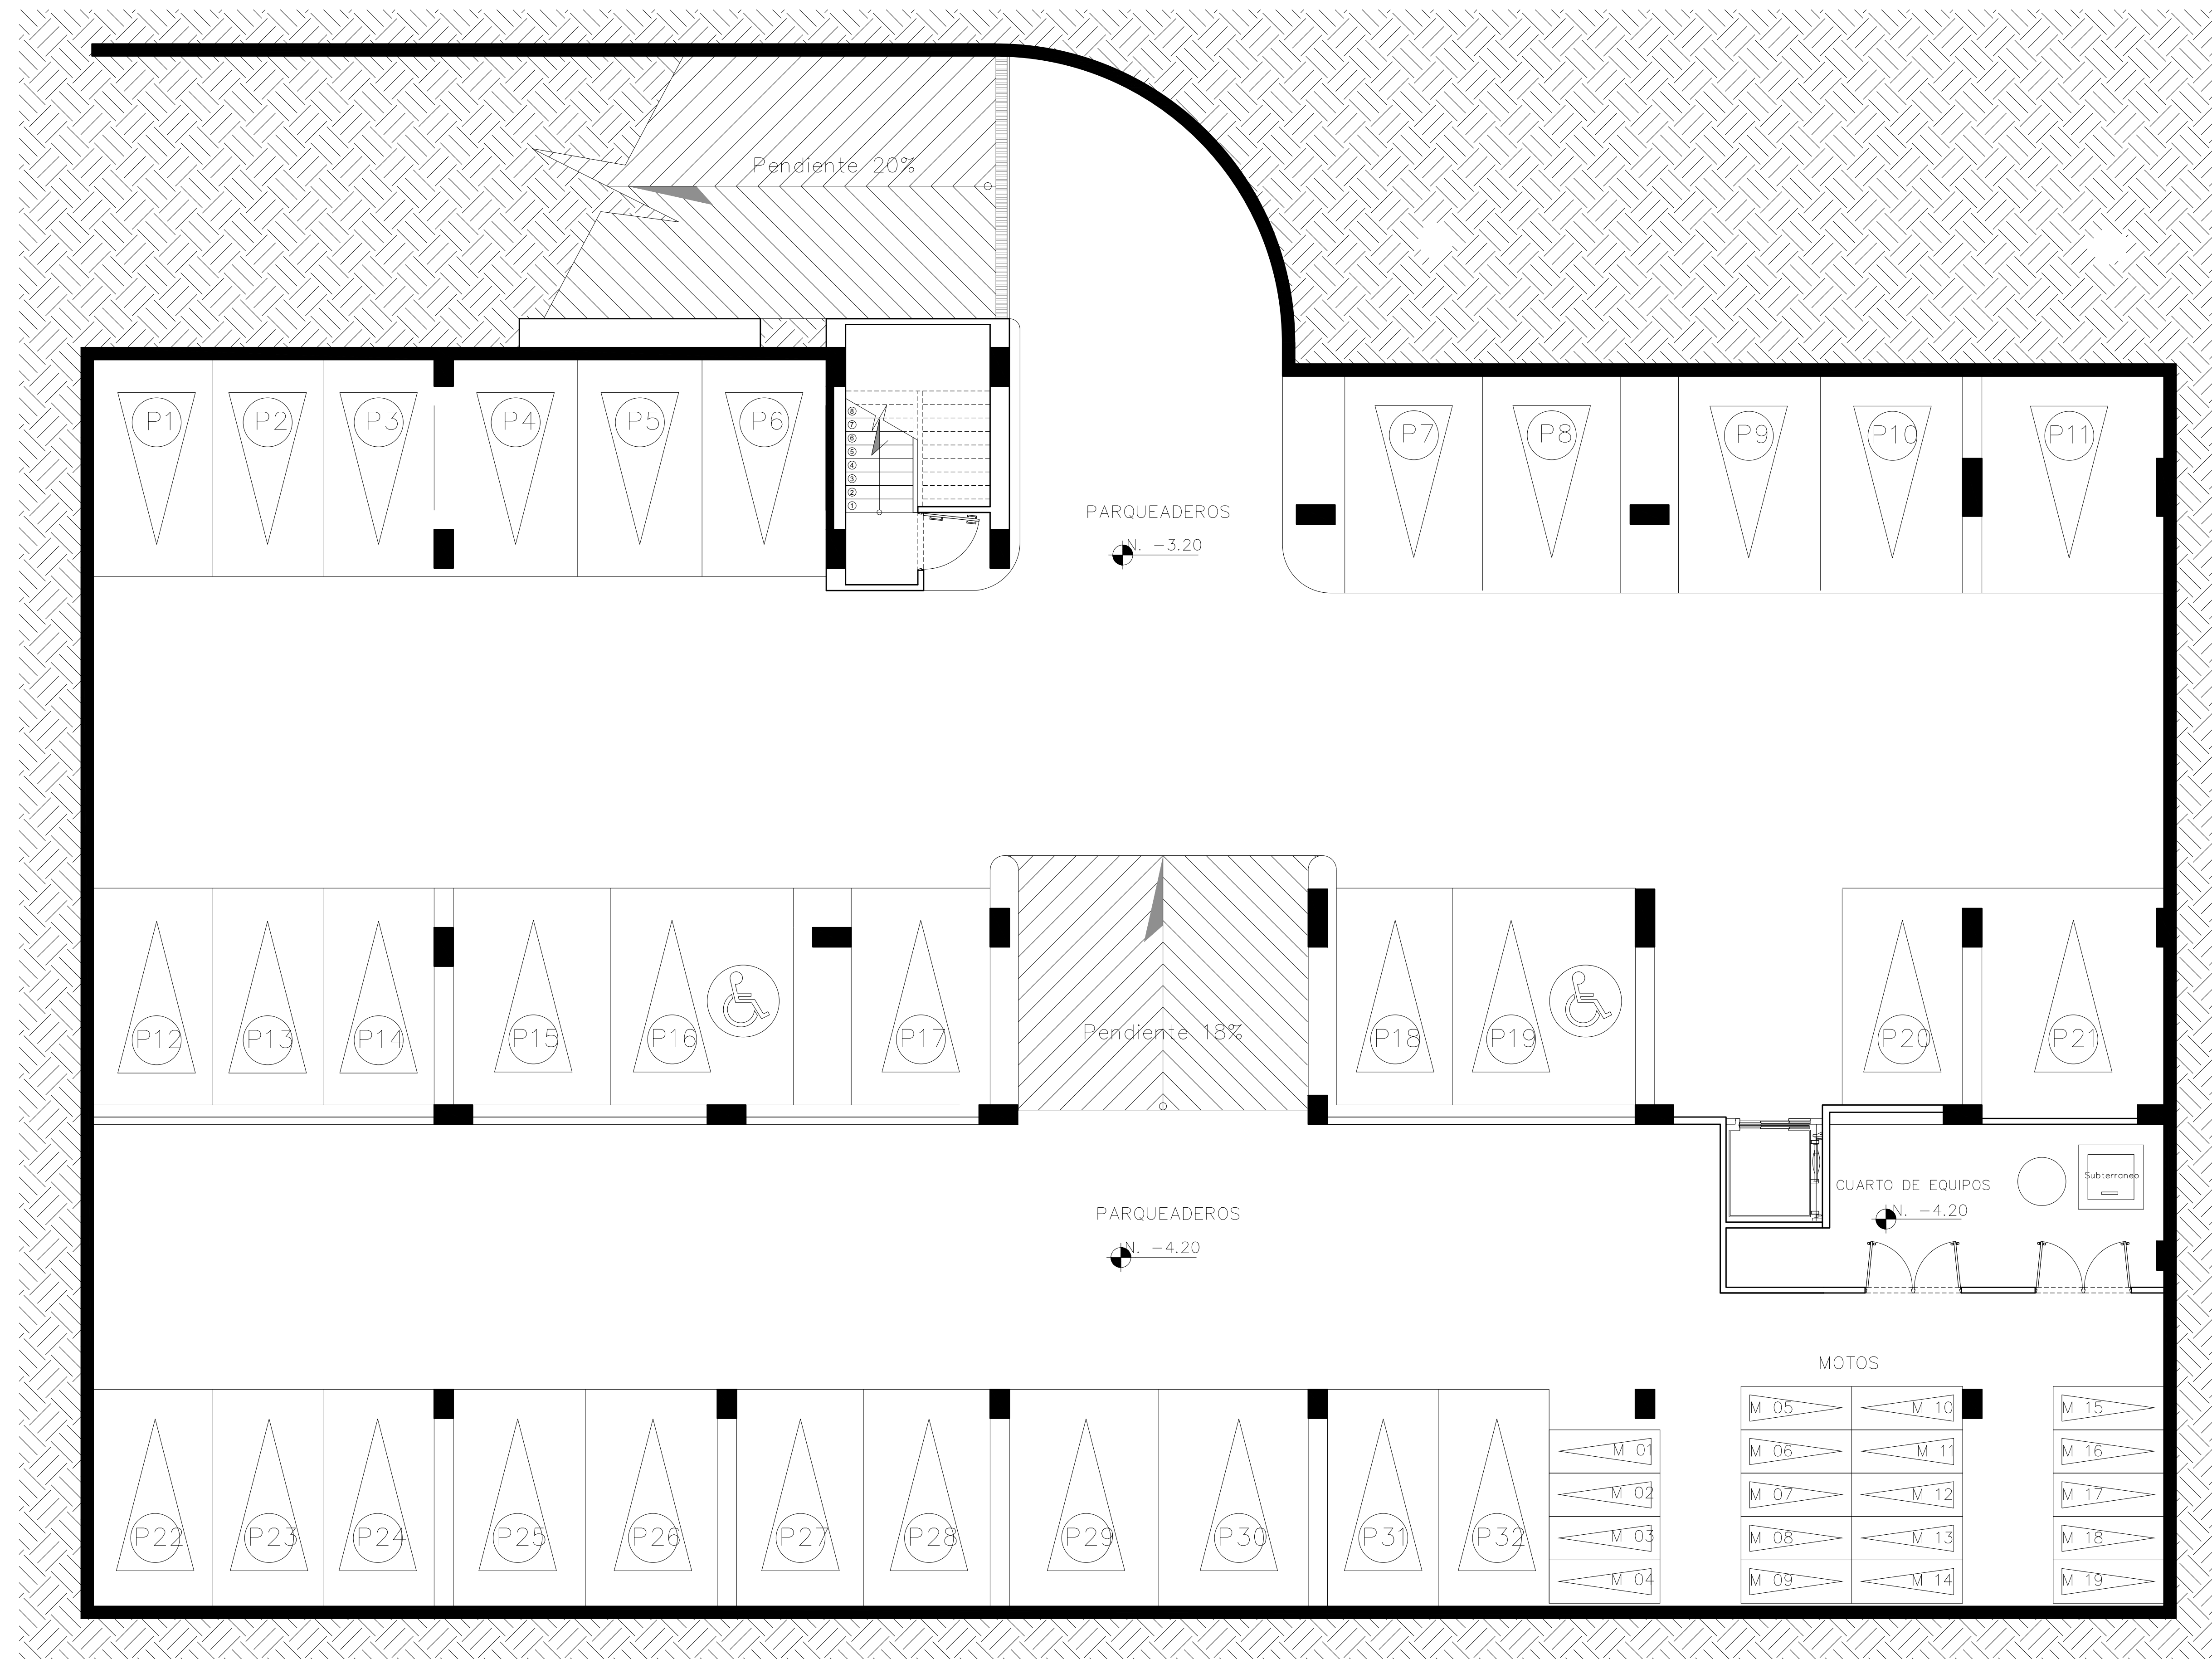 Pendiente 20%
P1 P2 P3 P4 P5 P6
8
7
6
5
4
3
2
1
P7 P8 P9 P10 P11
PARQUEADEROS
N. -3.20
P12 P13 P14 P15 P16 P17
Pendiente 18%
P18 P19 P20 P21
PARQUEADEROS
N. -4.20
CUARTO DE EQUIPOS
N. -4.20
Subterraneo
MOTOS
P22 P23 P24 P25 P26 P27 P28 P29 P30 P31 P32
M 01
M 02
M 03
M 04
M 05 M 10
M 06 M 11
M 07 M 12
M 08 M 13
M 09 M 14
M 15
M 16
M 17
M 18
M 19